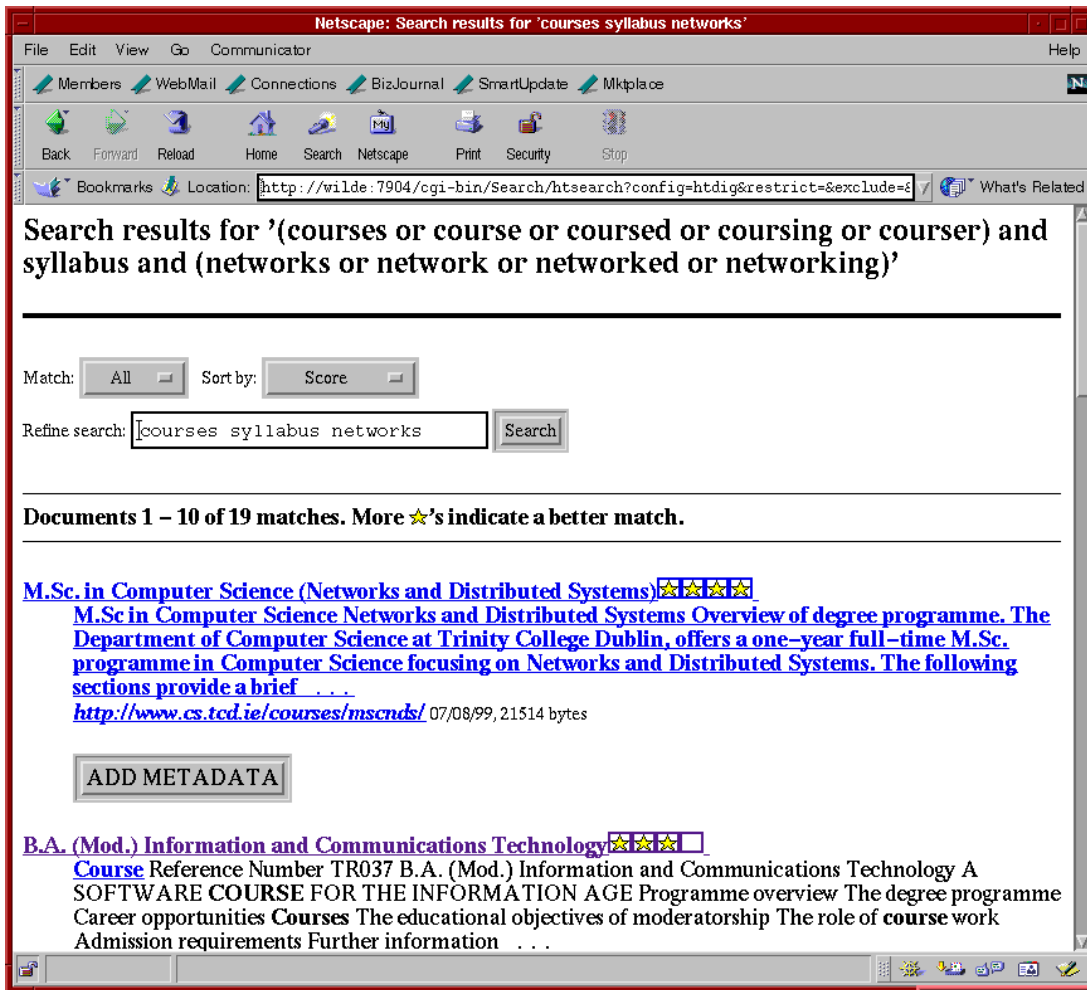 Netscape: Search results for 'courses syllabus networks'
File Edit View Go Communicator Help
Members WebMail Connections BizJournal SmartUpdate Mktplace N
My
Back Forward Reload Home Search Netscape Print Security Stop
Bookmarks Location: http://wilde:7904/cgi-bin/Search/htsearch?config=htdig&restrict=&exclude=& What's Related
Search results for '(courses or course or coursed or coursing or courser) and
syllabus and (networks or network or networked or networking)'
Match: All Sort by: Score
Refine search: courses syllabus networks Search
Documents 1 – 10 of 19 matches. More ☆'s indicate a better match.
M.Sc. in Computer Science (Networks and Distributed Systems)
M.Sc in Computer Science Networks and Distributed Systems Overview of degree programme. The
Department of Computer Science at Trinity College Dublin, offers a one–year full–time M.Sc.
programme in Computer Science focusing on Networks and Distributed Systems. The following
sections provide a brief . . .
http://www.cs.tcd.ie/courses/mscnds/ 07/08/99, 21514 bytes
ADD METADATA
B.A. (Mod.) Information and Communications Technology
Course Reference Number TR037 B.A. (Mod.) Information and Communications Technology A
SOFTWARE COURSE FOR THE INFORMATION AGE Programme overview The degree programme
Career opportunities Courses The educational objectives of moderatorship The role of course work
Admission requirements Further information . . .